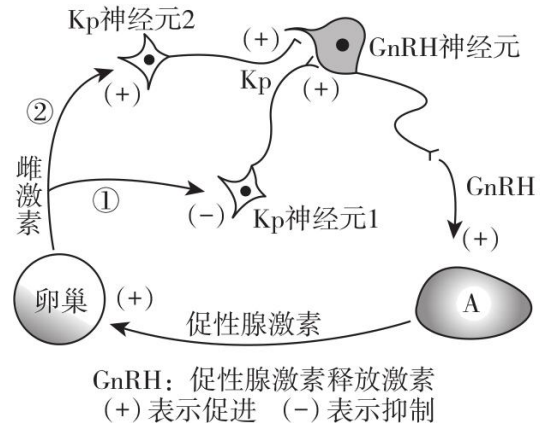 Kp神经元2
(+)
GnRH神经元
(+)
Kp
(+)
②
雌激素
①
(-)
Kp神经元1
GnRH
(+)
卵巢
(+)
A
促性腺激素
GnRH：促性腺激素释放激素
(+)表示促进 (-)表示抑制